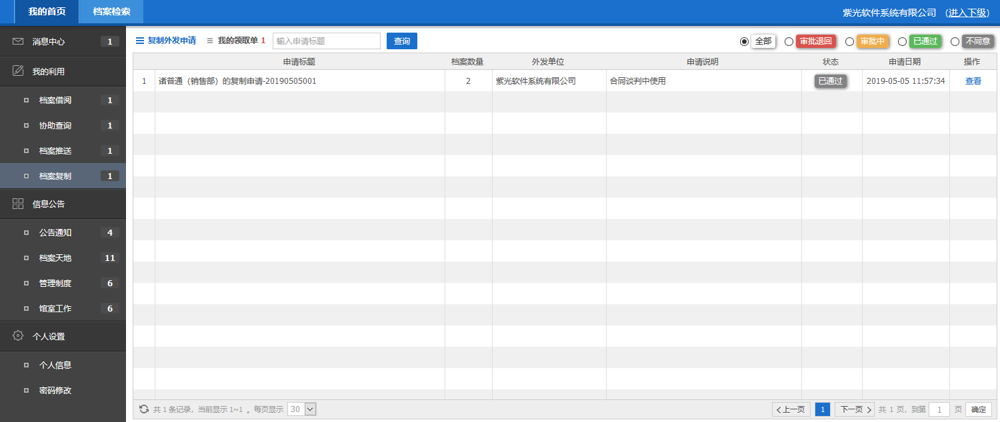 我的首页 档案检索 紫光软件系统有限公司 （进入下级）
消息中心 1
我的利用
档案借阅 1
协助查询 1
档案推送 1
档案复制 1
信息公告
公告通知 4
档案天地 11
管理制度 6
馆室工作 6
个人设置
个人信息
密码修改
复制外发申请 我的领取单 1 输入申请标题 查询 全部 审批退回 审批中 已通过 不同意
申请标题 档案数量 外发单位 申请说明 状态 申请日期 操作
1 诸普通（销售部）的复制申请-20190505001 2 紫光软件系统有限公司 合同谈判中使用 已通过 2019-05-05 11:57:34 查看
共 1 条记录，当前显示 1~1 。每页显示 30 上一页 1 下一页 共 1 页，到第 1 页 确定